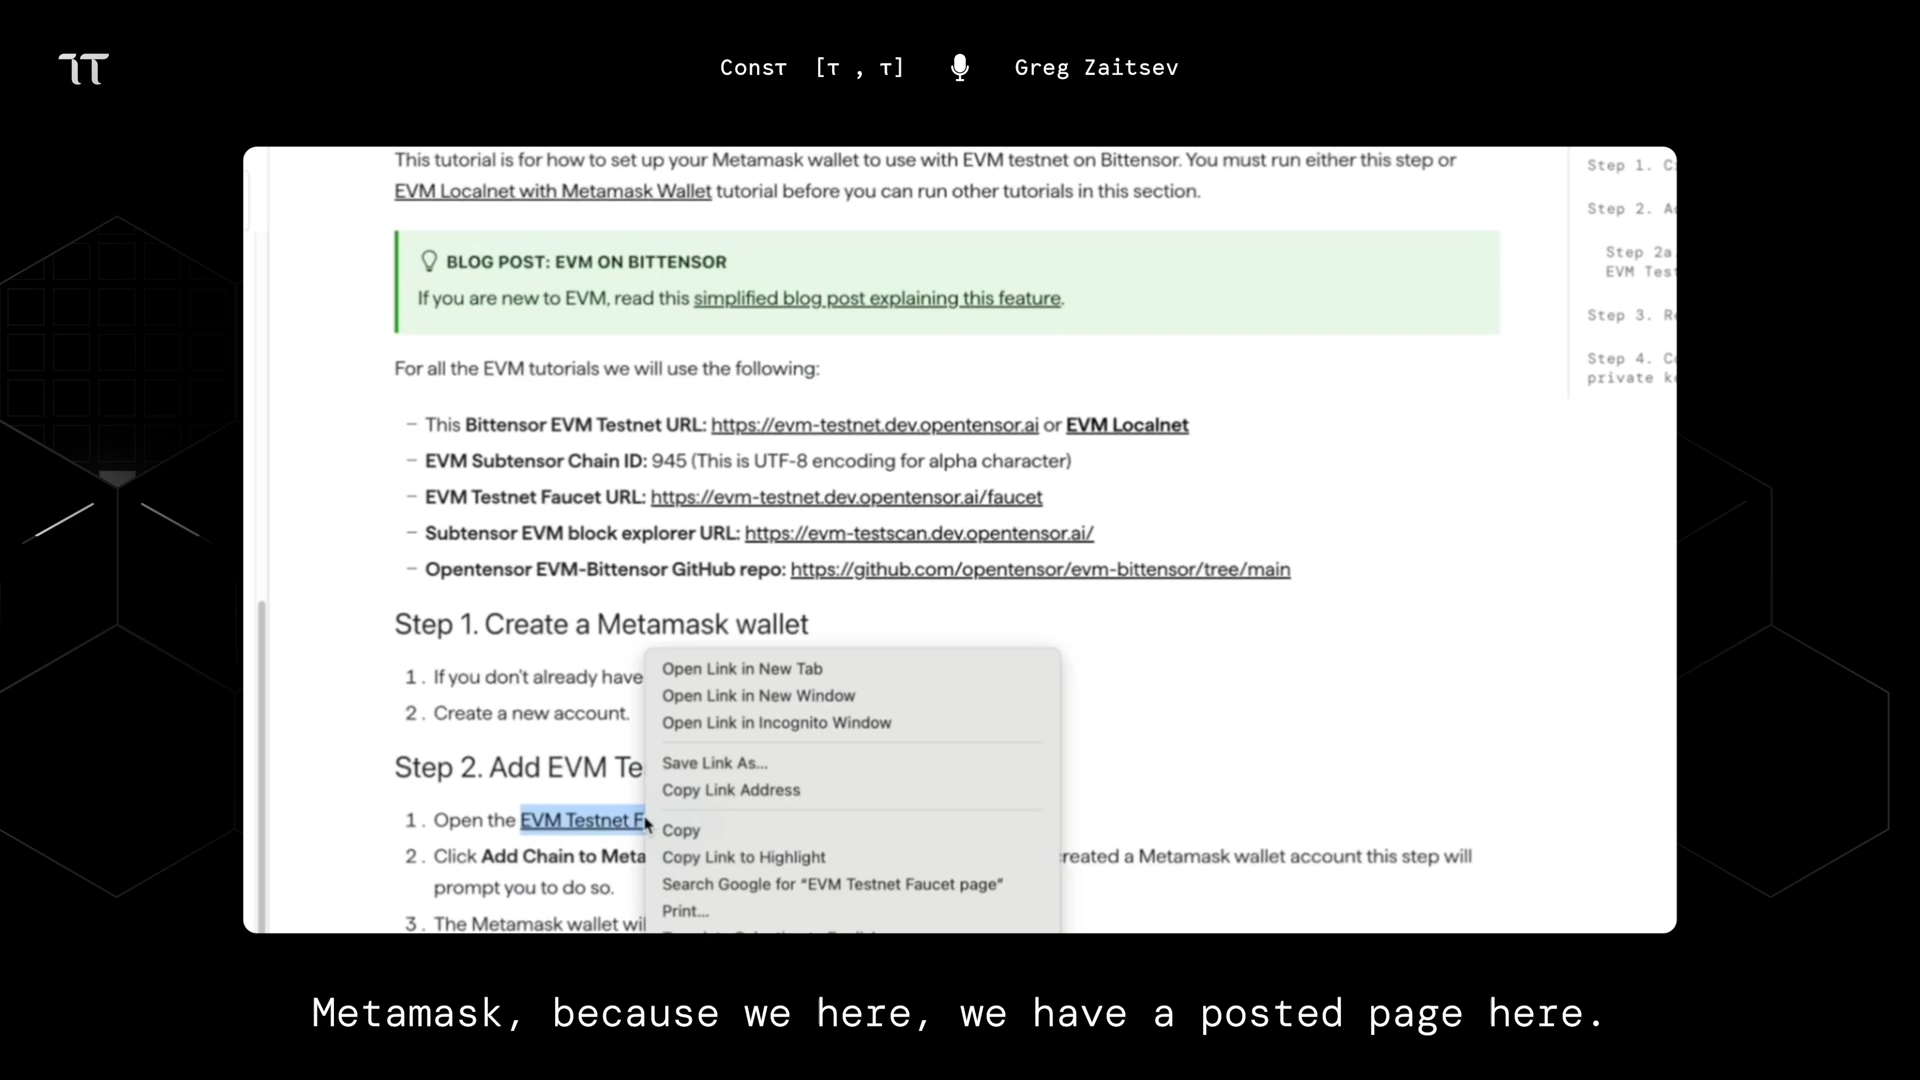 Consτ [τ , τ] Greg Zaitsev
This tutorial is for how to set up your Metamask wallet to use with EVM testnet on Bittensor. You must run either this step or
EVM Localnet with Metamask Wallet tutorial before you can run other tutorials in this section.
BLOG POST: EVM ON BITTENSOR
If you are new to EVM, read this simplified blog post explaining this feature.
For all the EVM tutorials we will use the following:
– This Bittensor EVM Testnet URL: https://evm-testnet.dev.opentensor.ai or EVM Localnet
– EVM Subtensor Chain ID: 945 (This is UTF-8 encoding for alpha character)
– EVM Testnet Faucet URL: https://evm-testnet.dev.opentensor.ai/faucet
– Subtensor EVM block explorer URL: https://evm-testscan.dev.opentensor.ai/
– Opentensor EVM-Bittensor GitHub repo: https://github.com/opentensor/evm-bittensor/tree/main
Step 1. Create a Metamask wallet
1. If you don't already have
2. Create a new account.
Step 2. Add EVM Te
1. Open the EVM Testnet F
2. Click Add Chain to Meta reated a Metamask wallet account this step will
prompt you to do so.
3. The Metamask wallet wil
Open Link in New Tab
Open Link in New Window
Open Link in Incognito Window
Save Link As...
Copy Link Address
Copy
Copy Link to Highlight
Search Google for “EVM Testnet Faucet page”
Print...
Step 1. C
Step 2. A
Step 2a
EVM Tes
Step 3. R
Step 4. C
private k
Metamask, because we here, we have a posted page here.